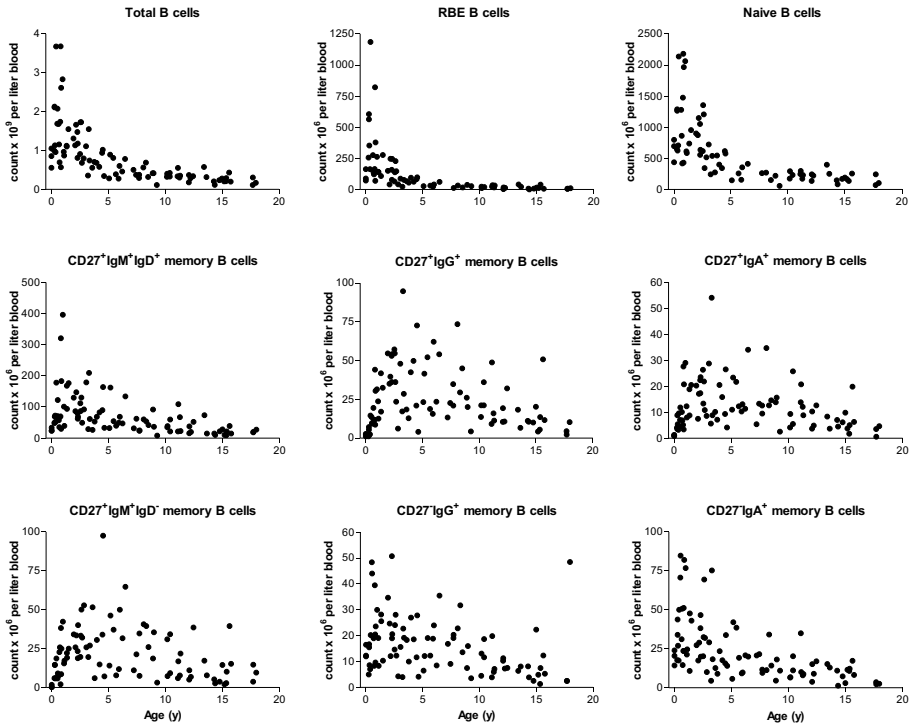 Total B cells
count x 10⁹ per liter blood
4
3
2
1
0
0 5 10 15 20
RBE B cells
count x 10⁶ per liter blood
1250
1000
750
500
250
0
0 5 10 15 20
Naive B cells
count x 10⁶ per liter blood
2500
2000
1500
1000
500
0
0 5 10 15 20
CD27⁺IgM⁺IgD⁺ memory B cells
count x 10⁶ per liter blood
500
400
300
200
100
0
0 5 10 15 20
CD27⁺IgG⁺ memory B cells
count x 10⁶ per liter blood
100
75
50
25
0
0 5 10 15 20
CD27⁺IgA⁺ memory B cells
count x 10⁶ per liter blood
60
50
40
30
20
10
0
0 5 10 15 20
CD27⁺IgM⁺IgD⁻ memory B cells
count x 10⁶ per liter blood
100
75
50
25
0
0 5 10 15 20
Age (y)
CD27⁻IgG⁺ memory B cells
count x 10⁶ per liter blood
60
50
40
30
20
10
0
0 5 10 15 20
Age (y)
CD27⁻IgA⁺ memory B cells
count x 10⁶ per liter blood
100
75
50
25
0
0 5 10 15 20
Age (y)